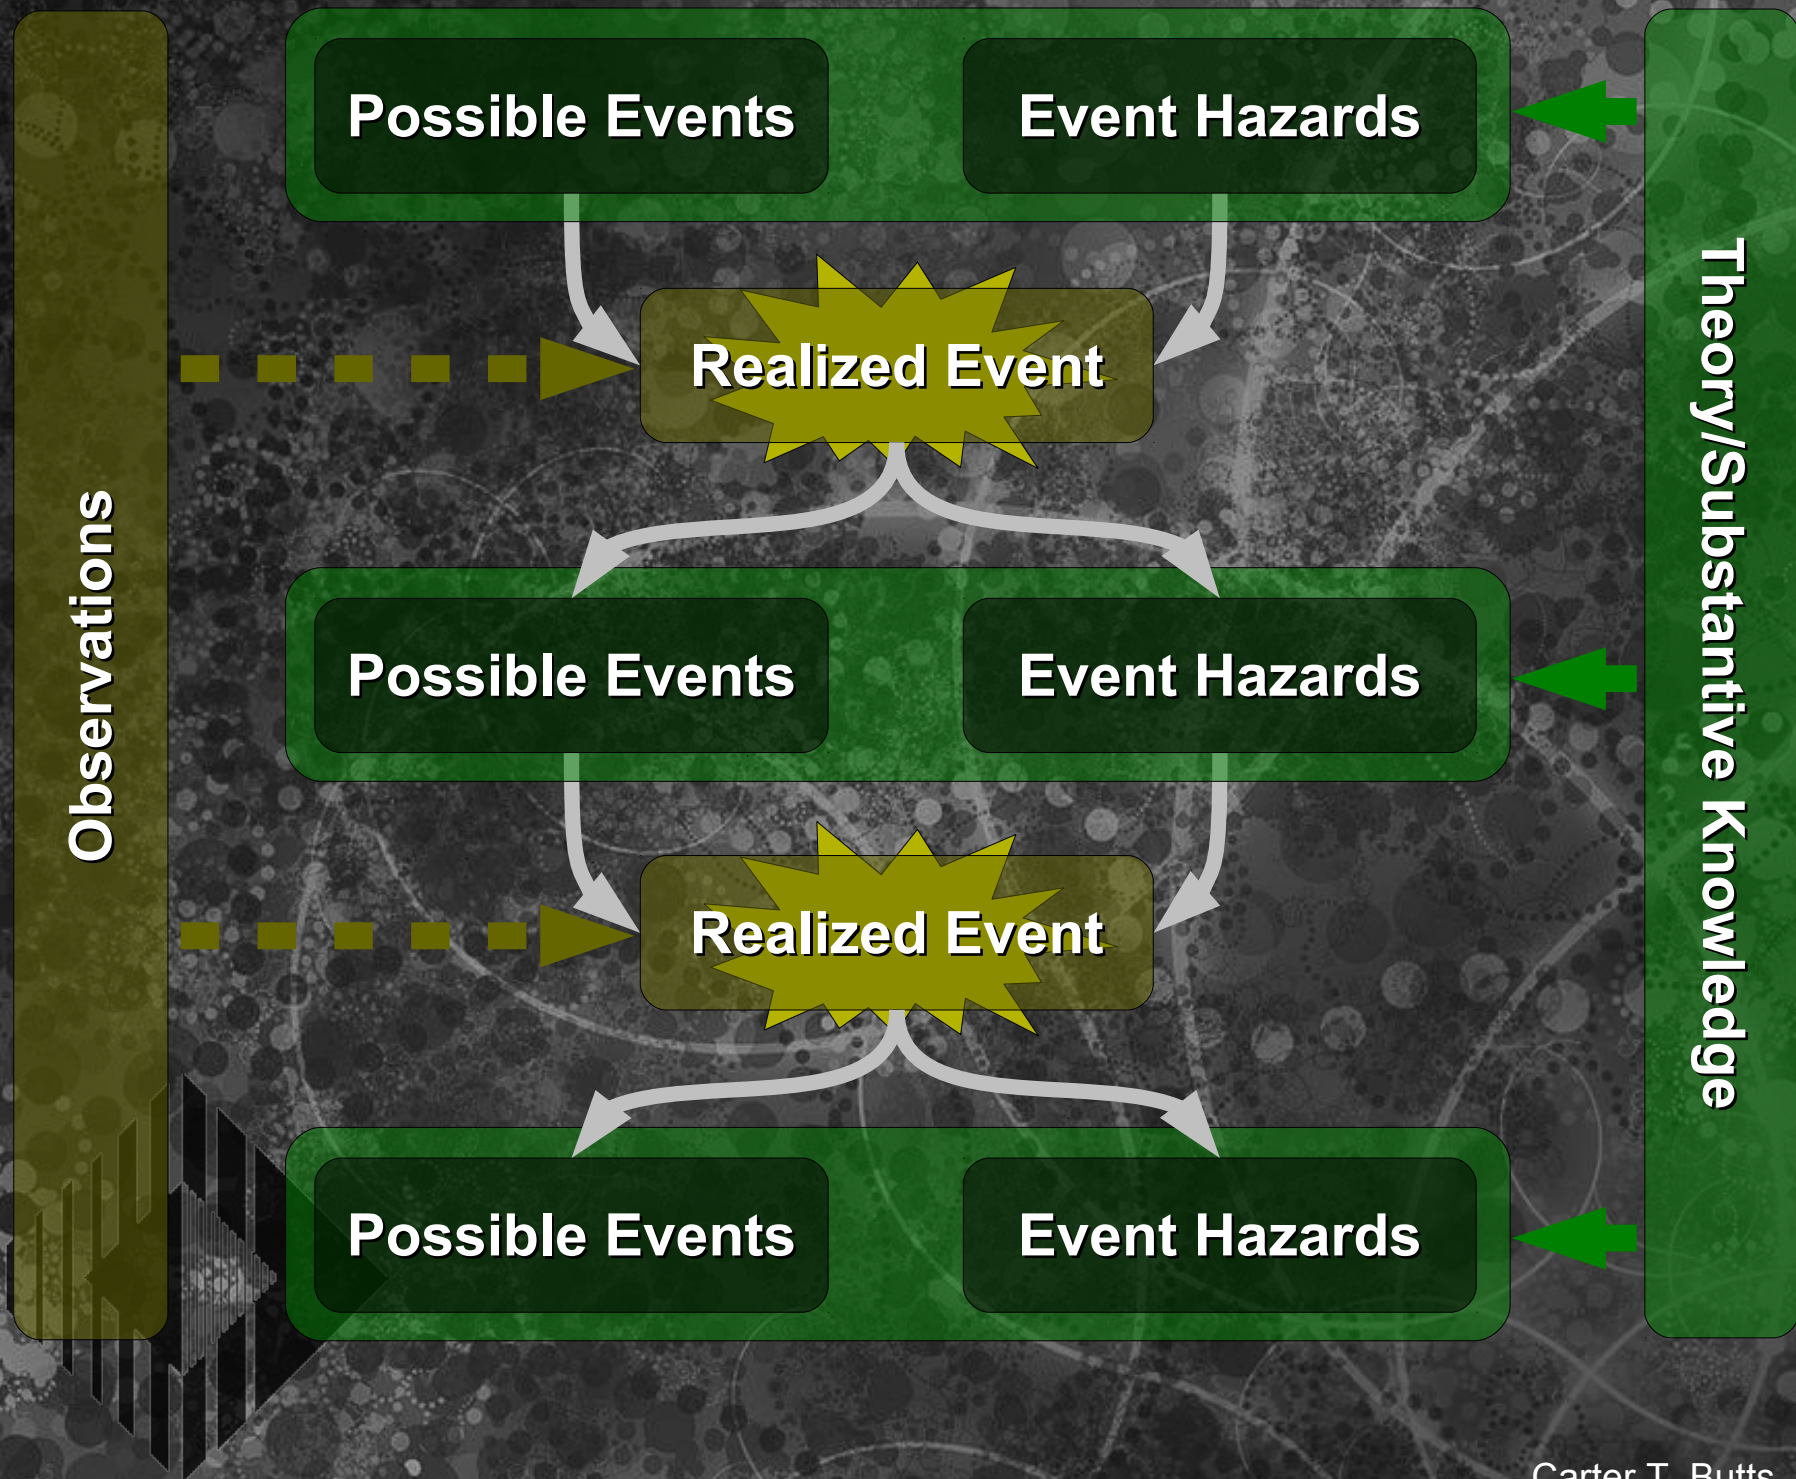 Observations
Possible Events
Event Hazards
Realized Event
Possible Events
Event Hazards
Realized Event
Possible Events
Event Hazards
Theory/Substantive Knowledge
Carter T. Butts